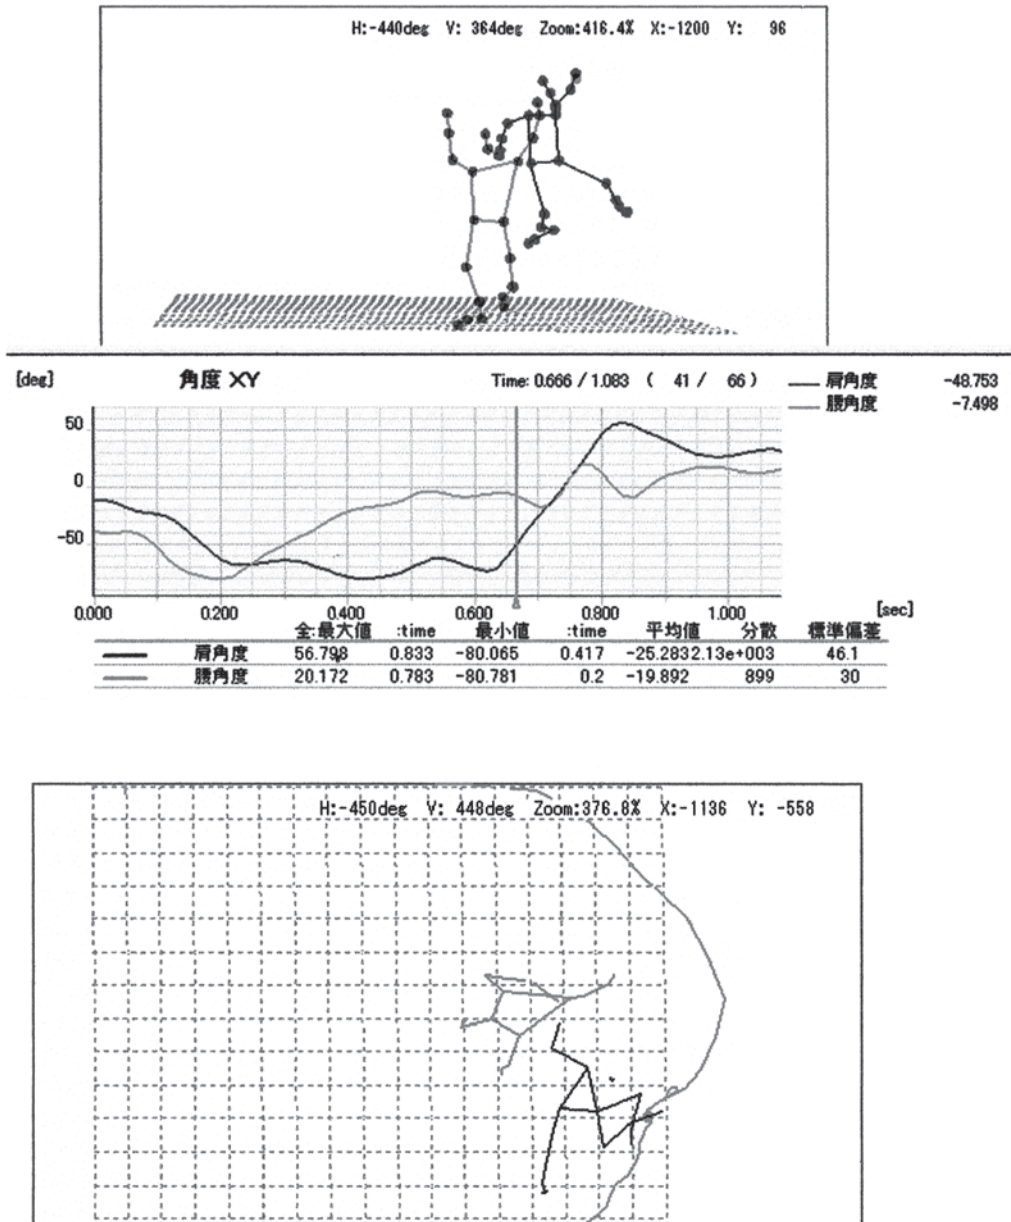 H:-440deg V: 364deg Zoom:416.4% X:-1200 Y: 96
[deg] 角度 XY Time: 0.666 / 1.083 ( 41 / 66 ) 肩角度 -48.753
腰角度 -7.498
50
0
-50
0.000 0.200 0.400 0.600 0.800 1.000 [sec]
全:最大値 :time 最小値 :time 平均値 分散 標準偏差
肩角度 56.798 0.833 -80.065 0.417 -25.2832.13e+003 46.1
腰角度 20.172 0.783 -80.781 0.2 -19.892 899 30
H:-450deg V: 448deg Zoom:376.8% X:-1136 Y: -558